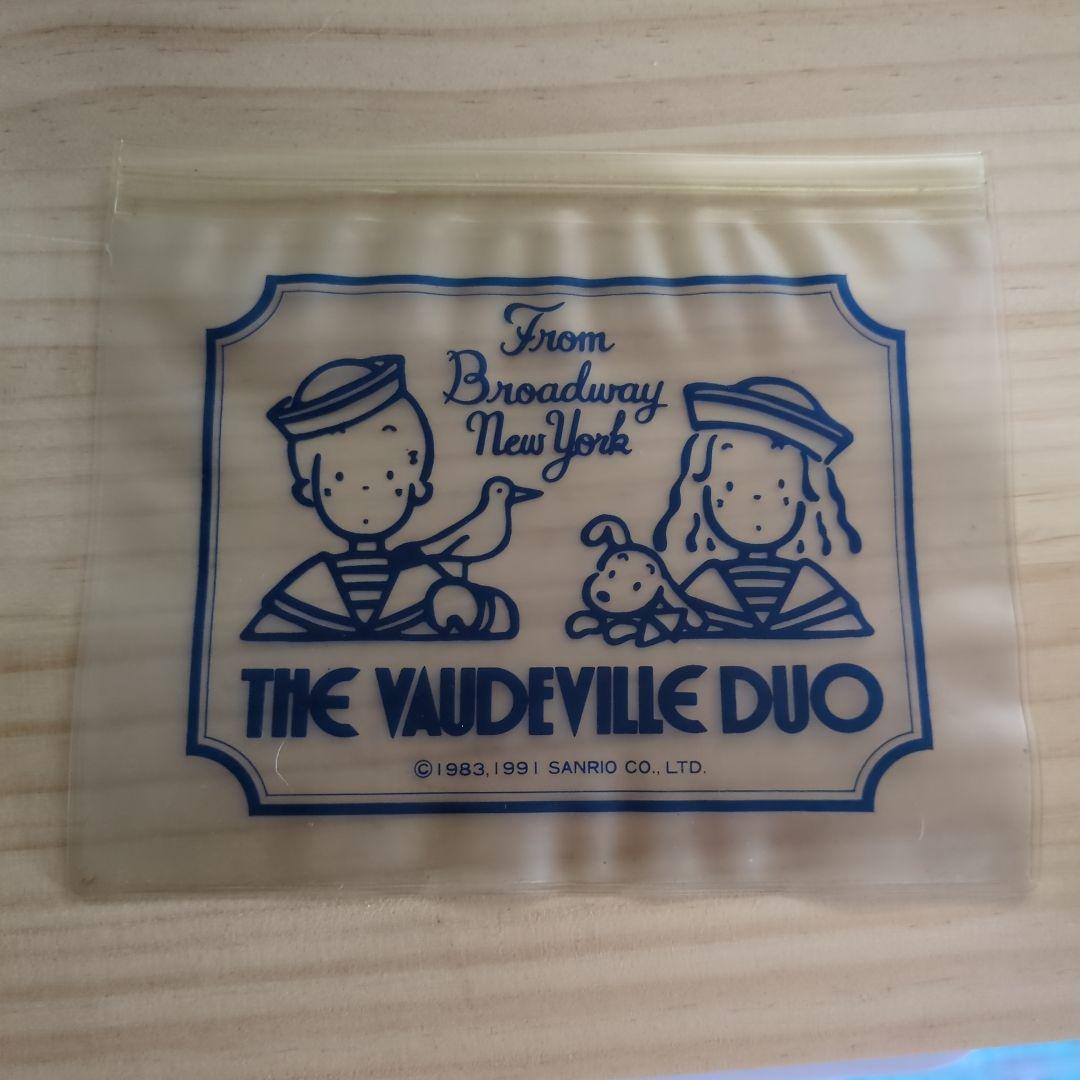 From
Broadway
New York
THE VAUDEVILLE DUO
©1983,1991 SANRIO CO., LTD.